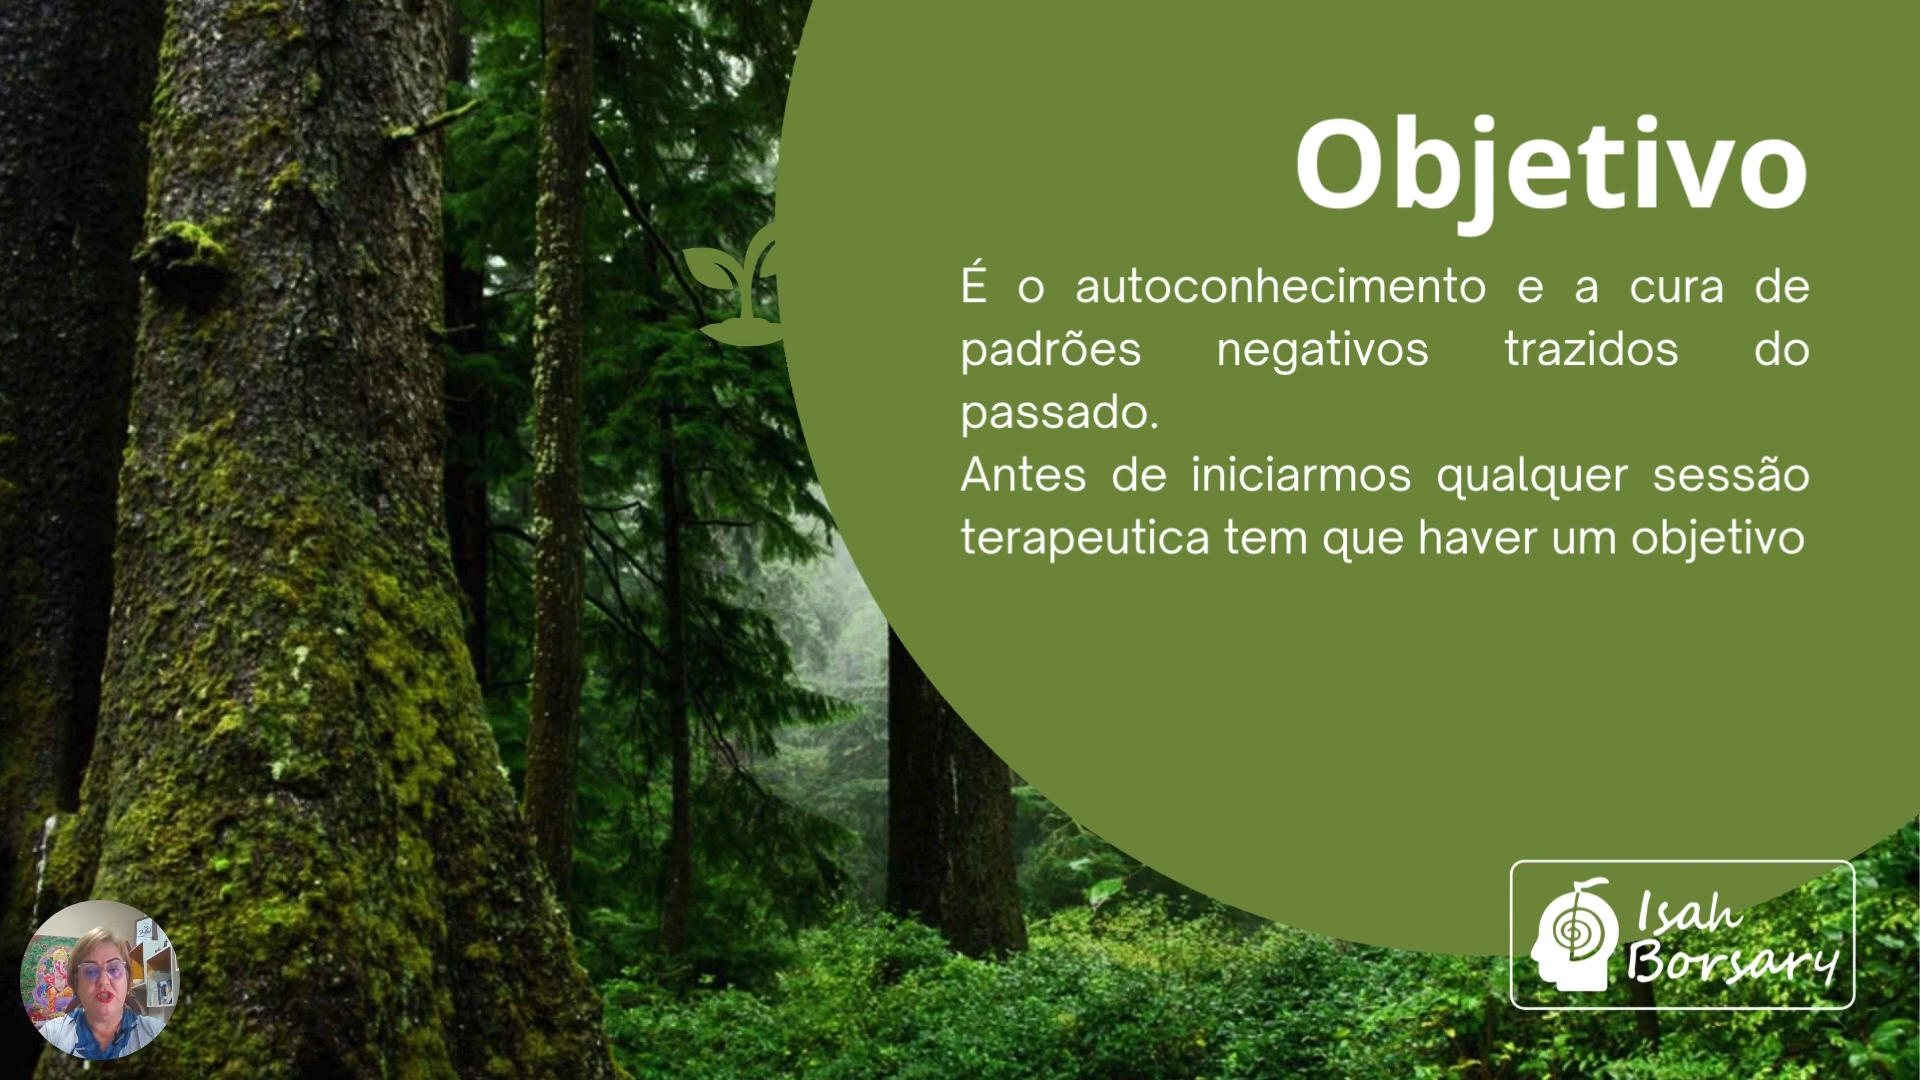 Objetivo
É o autoconhecimento e a cura de
padrões negativos trazidos do
passado.
Antes de iniciarmos qualquer sessão
terapeutica tem que haver um objetivo
Isah
Borsary